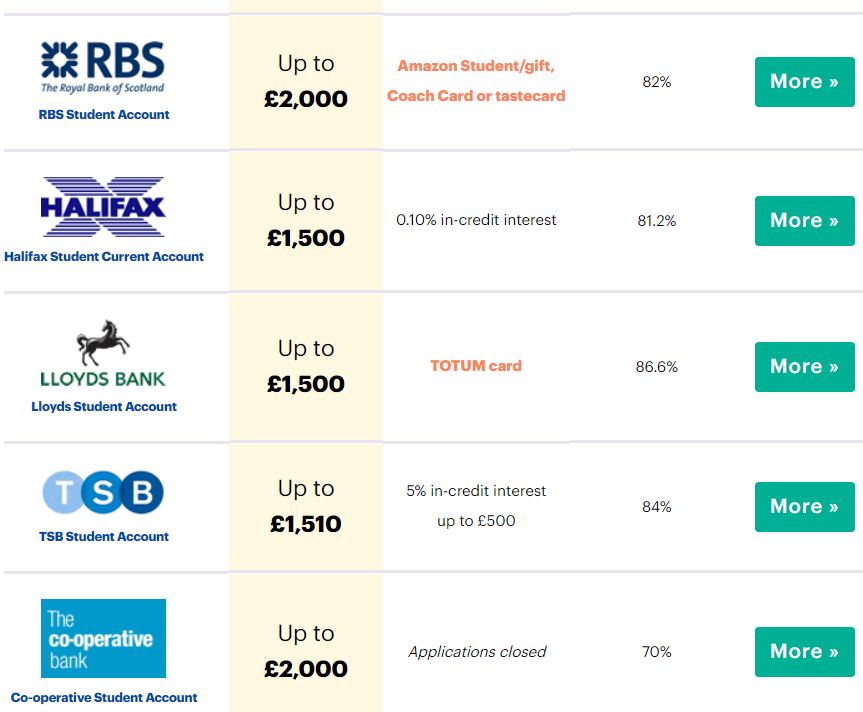 RBS
The Royal Bank of Scotland
RBS Student Account
Up to
£2,000
Amazon Student/gift,
Coach Card or tastecard
82%
More »
HALIFAX
Halifax Student Current Account
Up to
£1,500
0.10% in-credit interest
81.2%
More »
LLOYDS BANK
Lloyds Student Account
Up to
£1,500
TOTUM card
86.6%
More »
TSB
TSB Student Account
Up to
£1,510
5% in-credit interest
up to £500
84%
More »
The
co-operative
bank
Co-operative Student Account
Up to
£2,000
Applications closed
70%
More »